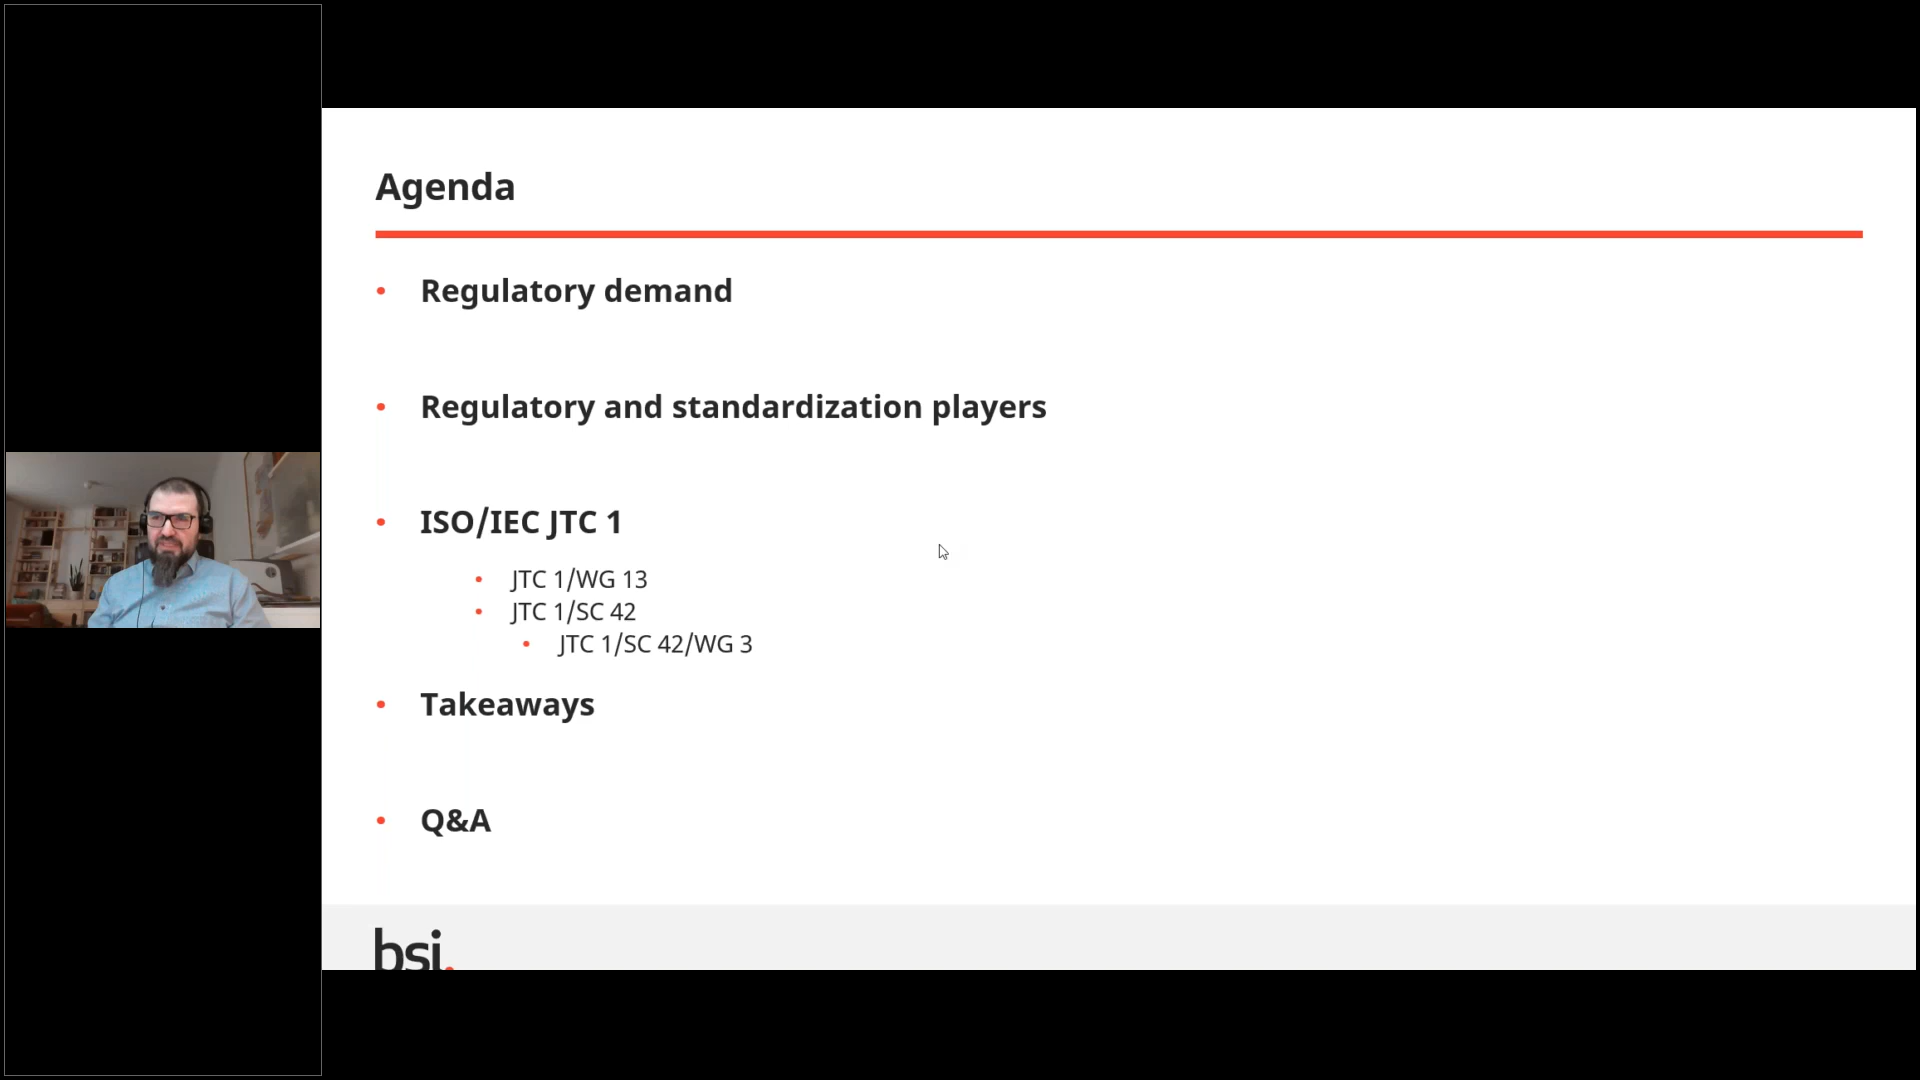 Agenda
• Regulatory demand
• Regulatory and standardization players
• ISO/IEC JTC 1
• JTC 1/WG 13
• JTC 1/SC 42
• JTC 1/SC 42/WG 3
• Takeaways
• Q&A
bsi.